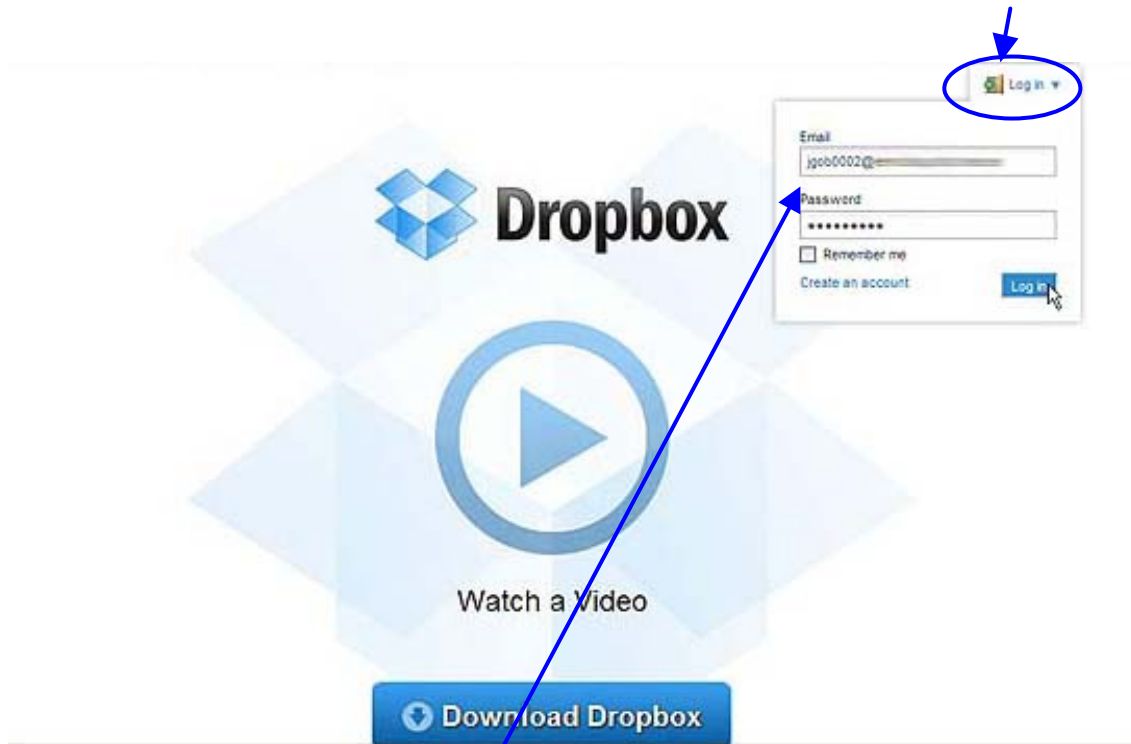 Log in
Email
jgob0002@
Password
Remember me
Create an account
Log in
Dropbox
Watch a Video
Download Dropbox